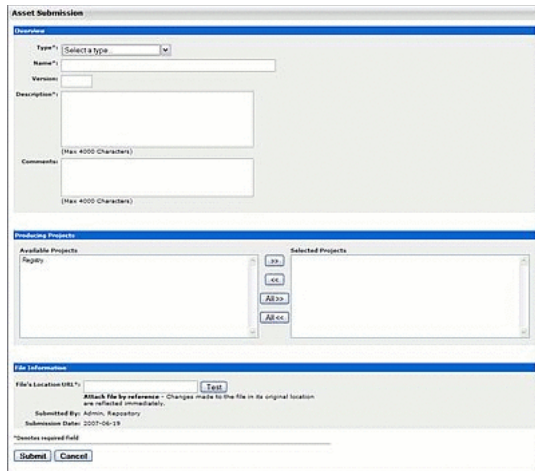 Asset Submission
Overview
Type*: Select a type...
Name*:
Version:
Description*:
(Max 4000 Characters)
Comments:
(Max 4000 Characters)
Producing Projects
Available Projects Selected Projects
Registry
>>
<<
All >>
All <<
File Information
File's Location URL*: Test
Attach file by reference - Changes made to the file in its original location
are reflected immediately.
Submitted By: Admin, Repository
Submission Date: 2007-06-19
*Denotes required field
Submit Cancel